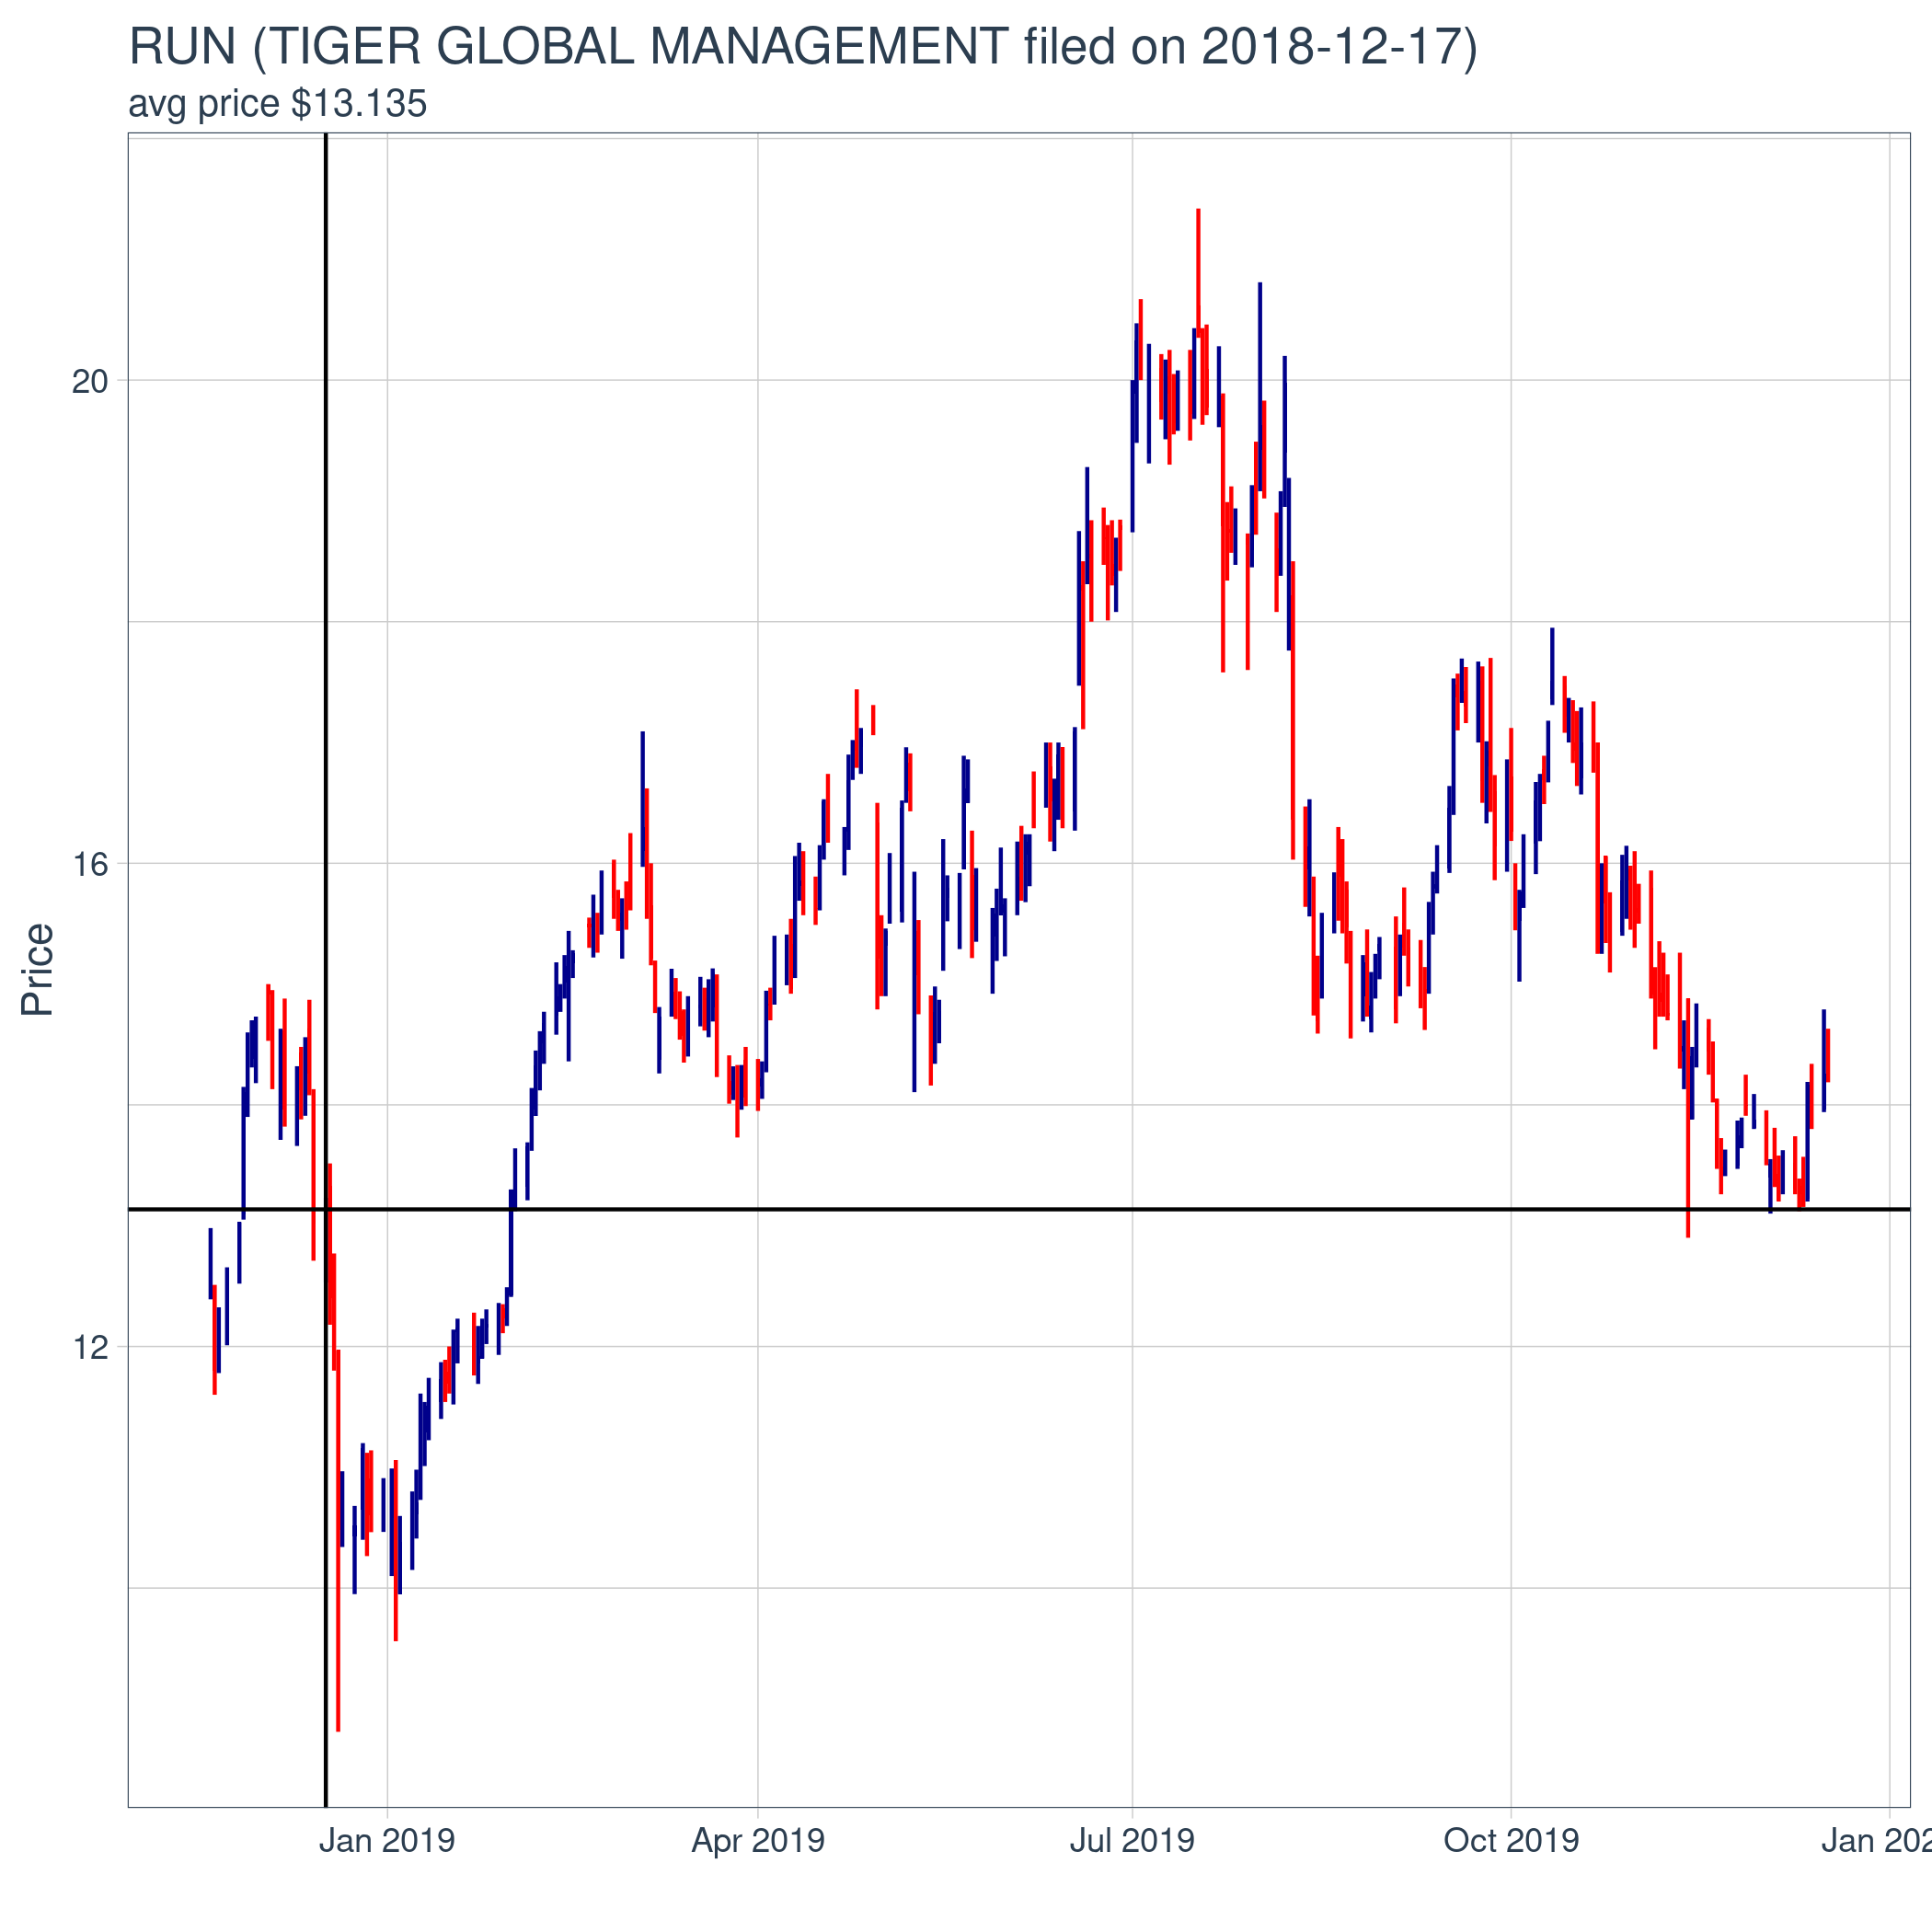 RUN (TIGER GLOBAL MANAGEMENT filed on 2018-12-17)
avg price $13.135
20
16
12
Price
Jan 2019
Apr 2019
Jul 2019
Oct 2019
Jan 202